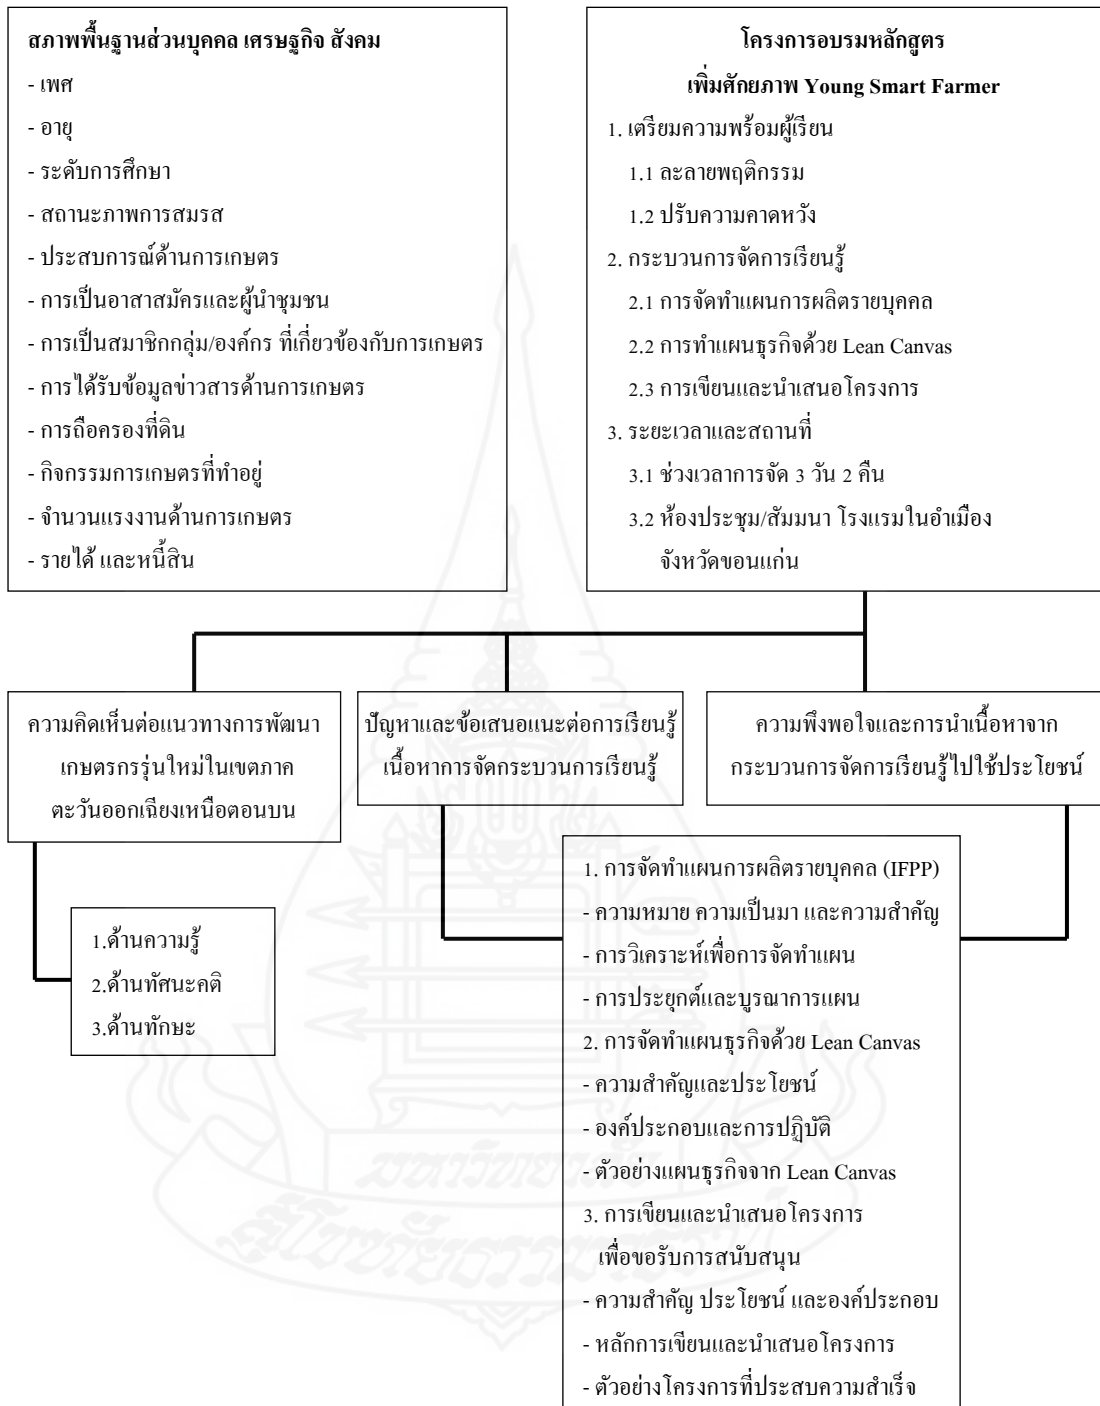 สภาพพื้นฐานส่วนบุคคล เศรษฐกิจ สังคม
- เพศ
- อายุ
- ระดับการศึกษา
- สถานะภาพการสมรส
- ประสบการณ์ด้านการเกษตร
- การเป็นอาสาสมัครและผู้นำชุมชน
- การเป็นสมาชิกกลุ่ม/องค์กร ที่เกี่ยวข้องกับการเกษตร
- การได้รับข้อมูลข่าวสารด้านการเกษตร
- การถือครองที่ดิน
- กิจกรรมการเกษตรที่ทำอยู่
- จำนวนแรงงานด้านการเกษตร
- รายได้ และหนี้สิน
โครงการอบรมหลักสูตร
เพิ่มศักยภาพ Young Smart Farmer
1. เตรียมความพร้อมผู้เรียน
1.1 ละลายพฤติกรรม
1.2 ปรับความคาดหวัง
2. กระบวนการจัดการเรียนรู้
2.1 การจัดทำแผนการผลิตรายบุคคล
2.2 การทำแผนธุรกิจด้วย Lean Canvas
2.3 การเขียนและนำเสนอโครงการ
3. ระยะเวลาและสถานที่
3.1 ช่วงเวลาการจัด 3 วัน 2 คืน
3.2 ห้องประชุม/สัมมนา โรงแรมในอำเมือง
จังหวัดขอนแก่น
ความคิดเห็นต่อแนวทางการพัฒนา
เกษตรกรรุ่นใหม่ในเขตภาค
ตะวันออกเฉียงเหนือตอนบน
ปัญหาและข้อเสนอแนะต่อการเรียนรู้
เนื้อหาการจัดกระบวนการเรียนรู้
ความพึงพอใจและการนำเนื้อหาจาก
กระบวนการจัดการเรียนรู้ไปใช้ประโยชน์
1.ด้านความรู้
2.ด้านทัศนะคติ
3.ด้านทักษะ
1. การจัดทำแผนการผลิตรายบุคคล (IFPP)
- ความหมาย ความเป็นมา และความสำคัญ
- การวิเคราะห์เพื่อการจัดทำแผน
- การประยุกต์และบูรณาการแผน
2. การจัดทำแผนธุรกิจด้วย Lean Canvas
- ความสำคัญและประโยชน์
- องค์ประกอบและการปฏิบัติ
- ตัวอย่างแผนธุรกิจจาก Lean Canvas
3. การเขียนและนำเสนอโครงการ
เพื่อขอรับการสนับสนุน
- ความสำคัญ ประโยชน์ และองค์ประกอบ
- หลักการเขียนและนำเสนอโครงการ
- ตัวอย่างโครงการที่ประสบความสำเร็จ
มหาวิทยาลัย
สุโขทัยธรรมาธิราช